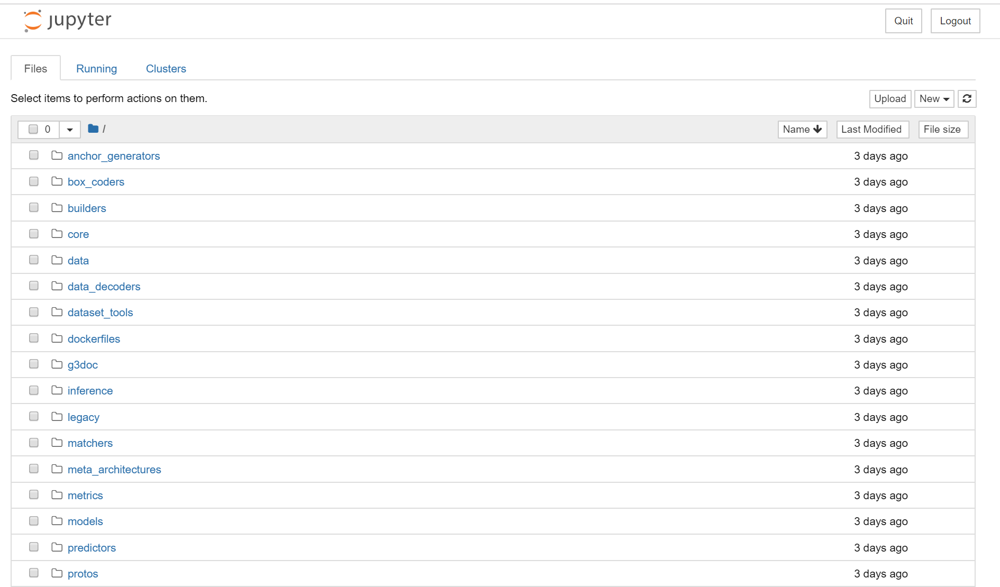 jupyter
Quit Logout
Files Running Clusters
Select items to perform actions on them.
Upload New
0 / Name Last Modified File size
anchor_generators 3 days ago
box_coders 3 days ago
builders 3 days ago
core 3 days ago
data 3 days ago
data_decoders 3 days ago
dataset_tools 3 days ago
dockerfiles 3 days ago
g3doc 3 days ago
inference 3 days ago
legacy 3 days ago
matchers 3 days ago
meta_architectures 3 days ago
metrics 3 days ago
models 3 days ago
predictors 3 days ago
protos 3 days ago